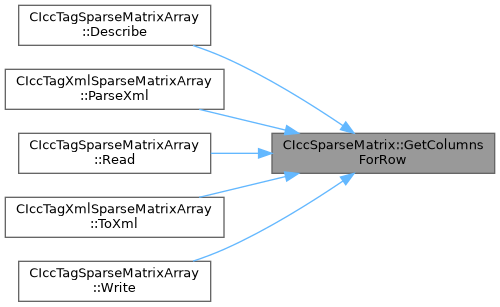 CIccTagSparseMatrixArray
::Describe
CIccTagXmlSparseMatrixArray
::ParseXml
CIccTagSparseMatrixArray
::Read
CIccTagXmlSparseMatrixArray
::ToXml
CIccTagSparseMatrixArray
::Write
CIccSparseMatrix::GetColumns
ForRow